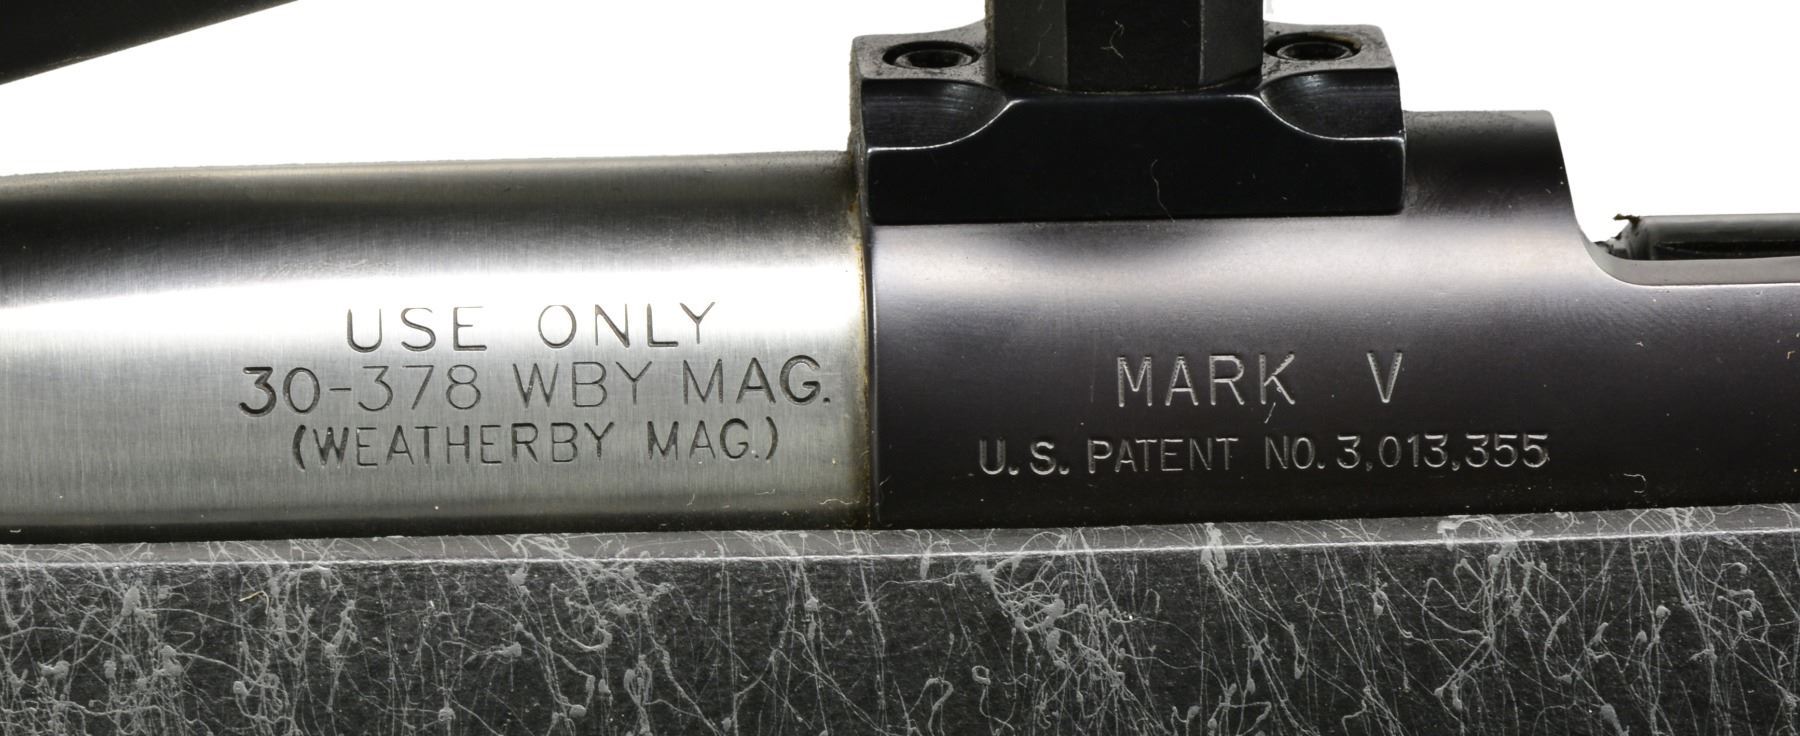 USE ONLY
30-378 WBY MAG.
(WEATHERBY MAG.)
MARK V
U.S. PATENT NO. 3,013,355